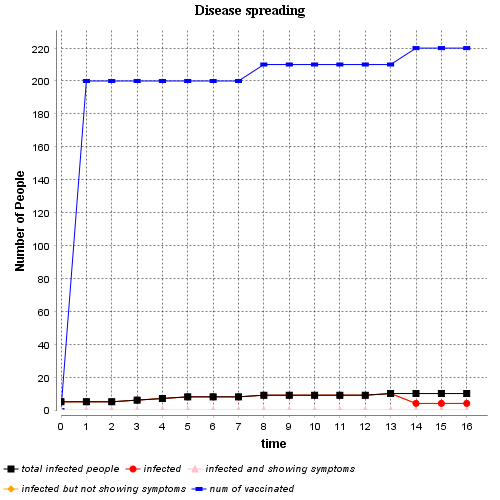 Disease spreading
Number of People
220
200
180
160
140
120
100
80
60
40
20
0
0 1 2 3 4 5 6 7 8 9 10 11 12 13 14 15 16
time
total infected people infected infected and showing symptoms
infected but not showing symptoms num of vaccinated